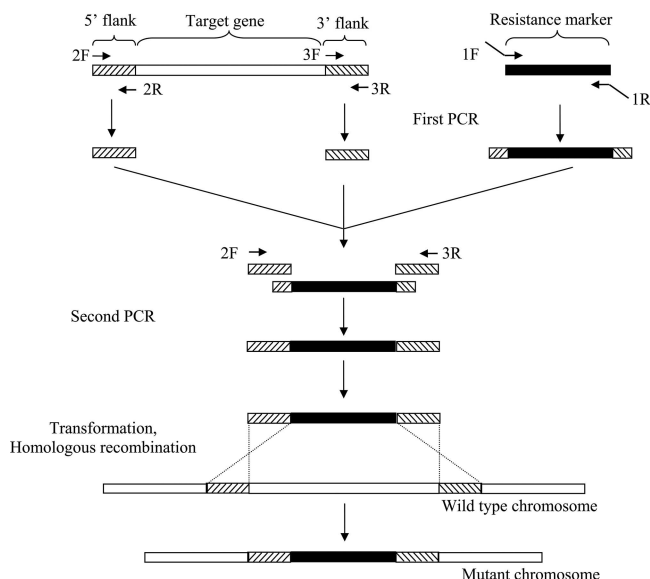 5’ flank
Target gene
3’ flank
Resistance marker
2F
3F
1F
2R
3R
1R
First PCR
2F
3R
Second PCR
Transformation,
Homologous recombination
Wild type chromosome
Mutant chromosome